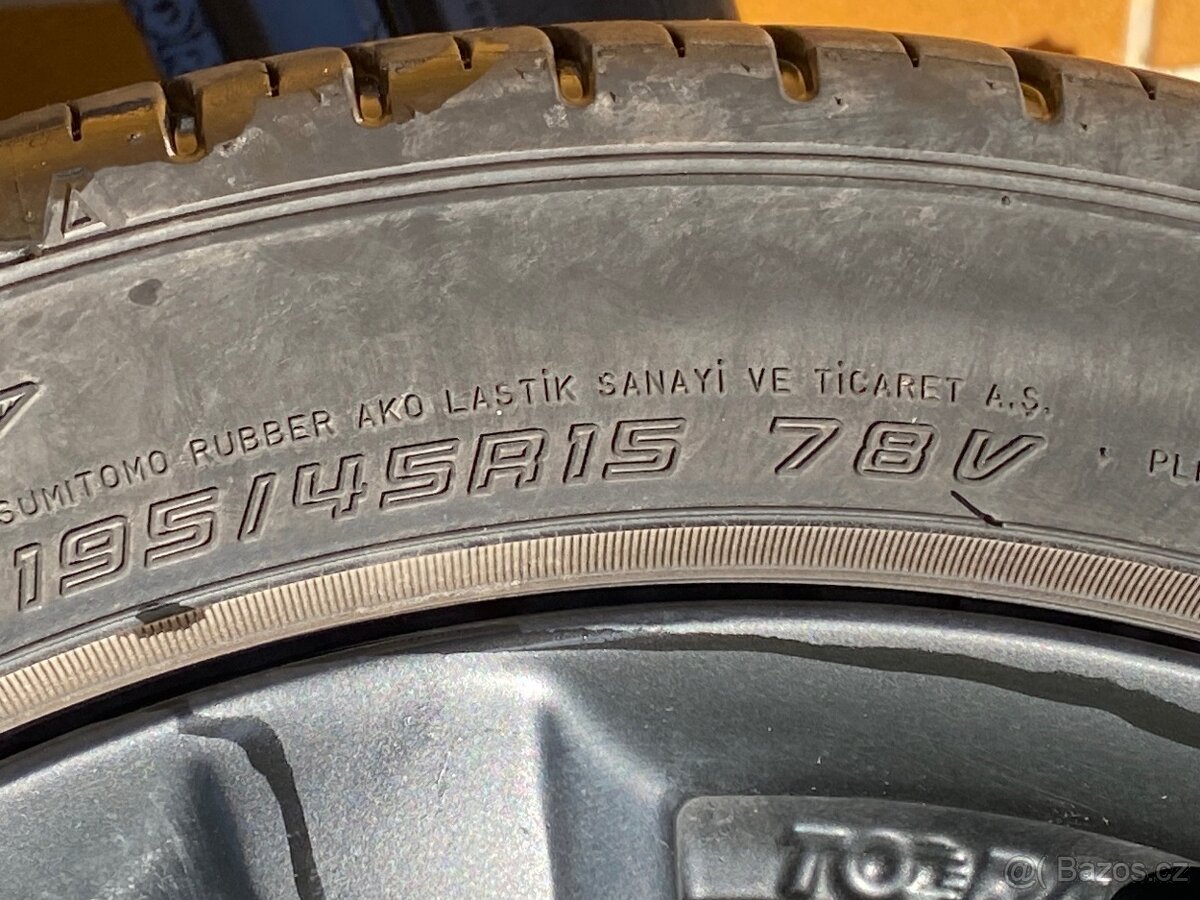 SUMITOMO RUBBER AKO LASTİK SANAYİ VE TİCARET A.Ş.
195/45R15 78V
Bazos.cz